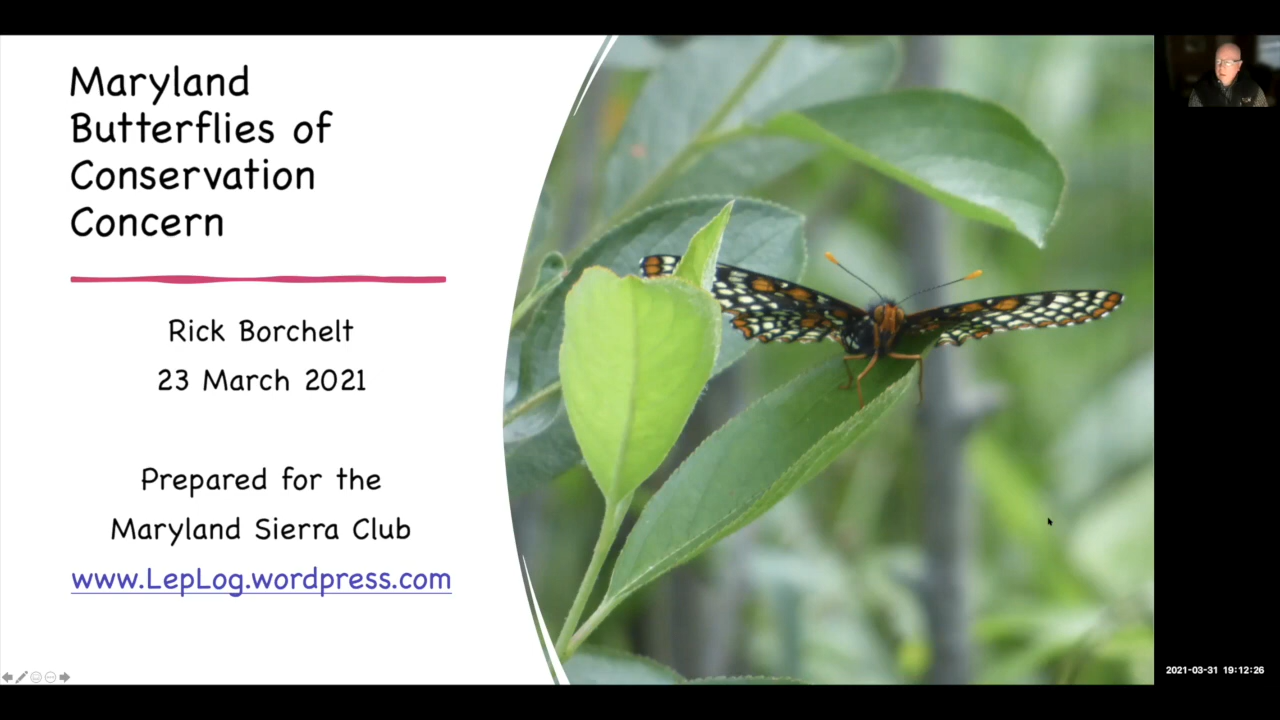 Maryland
Butterflies of
Conservation
Concern
Rick Borchelt
23 March 2021
Prepared for the
Maryland Sierra Club
www.LepLog.wordpress.com
2021-03-31 19:12:26